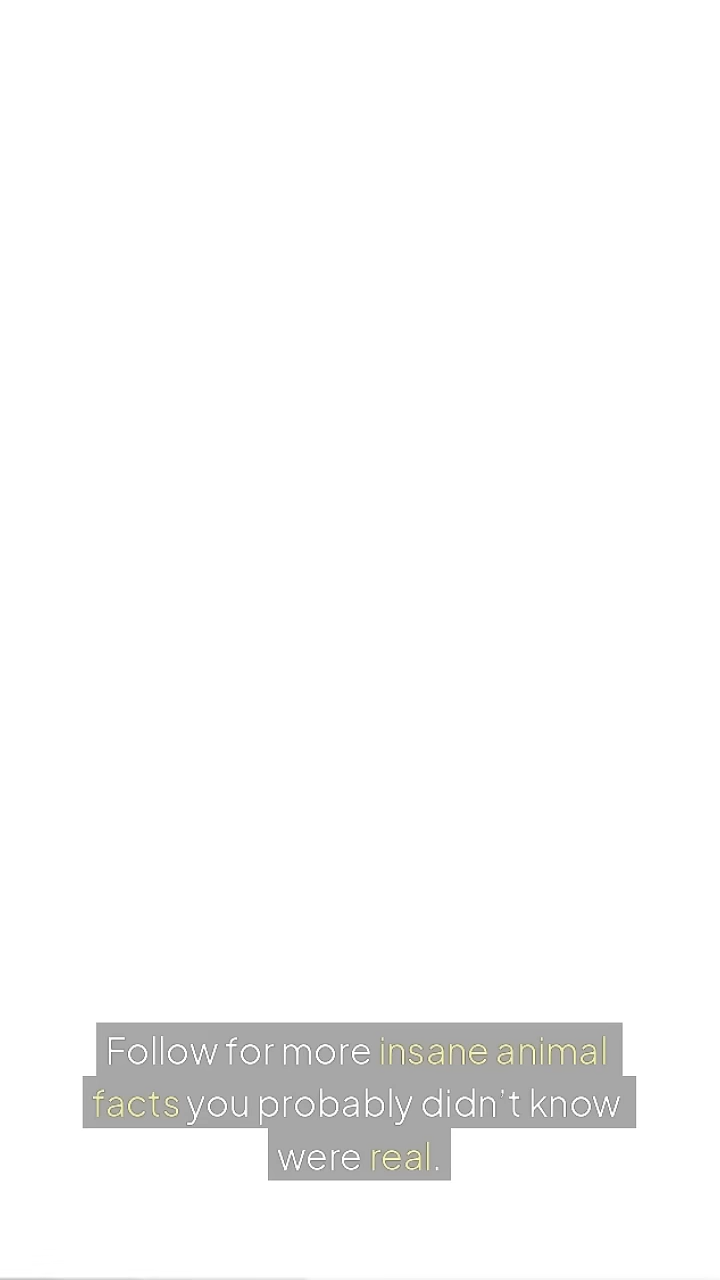 Follow for more insane animal
facts you probably didn’t know
were real.